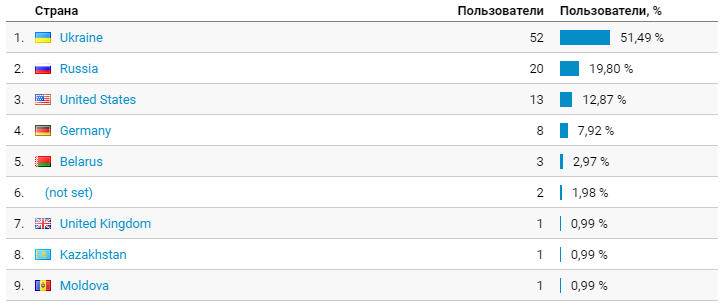 Страна Пользователи Пользователи, %
1. Ukraine 52 51,49 %
2. Russia 20 19,80 %
3. United States 13 12,87 %
4. Germany 8 7,92 %
5. Belarus 3 2,97 %
6. (not set) 2 1,98 %
7. United Kingdom 1 0,99 %
8. Kazakhstan 1 0,99 %
9. Moldova 1 0,99 %